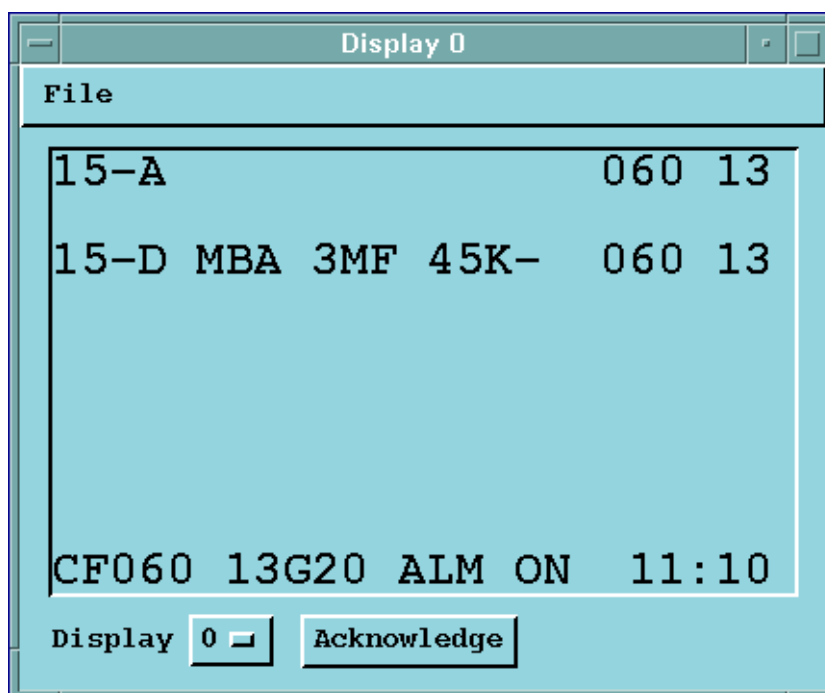 Display 0
File
15-A 060 13
15-D MBA 3MF 45K- 060 13
CF060 13G20 ALM ON 11:10
Display 0 Acknowledge